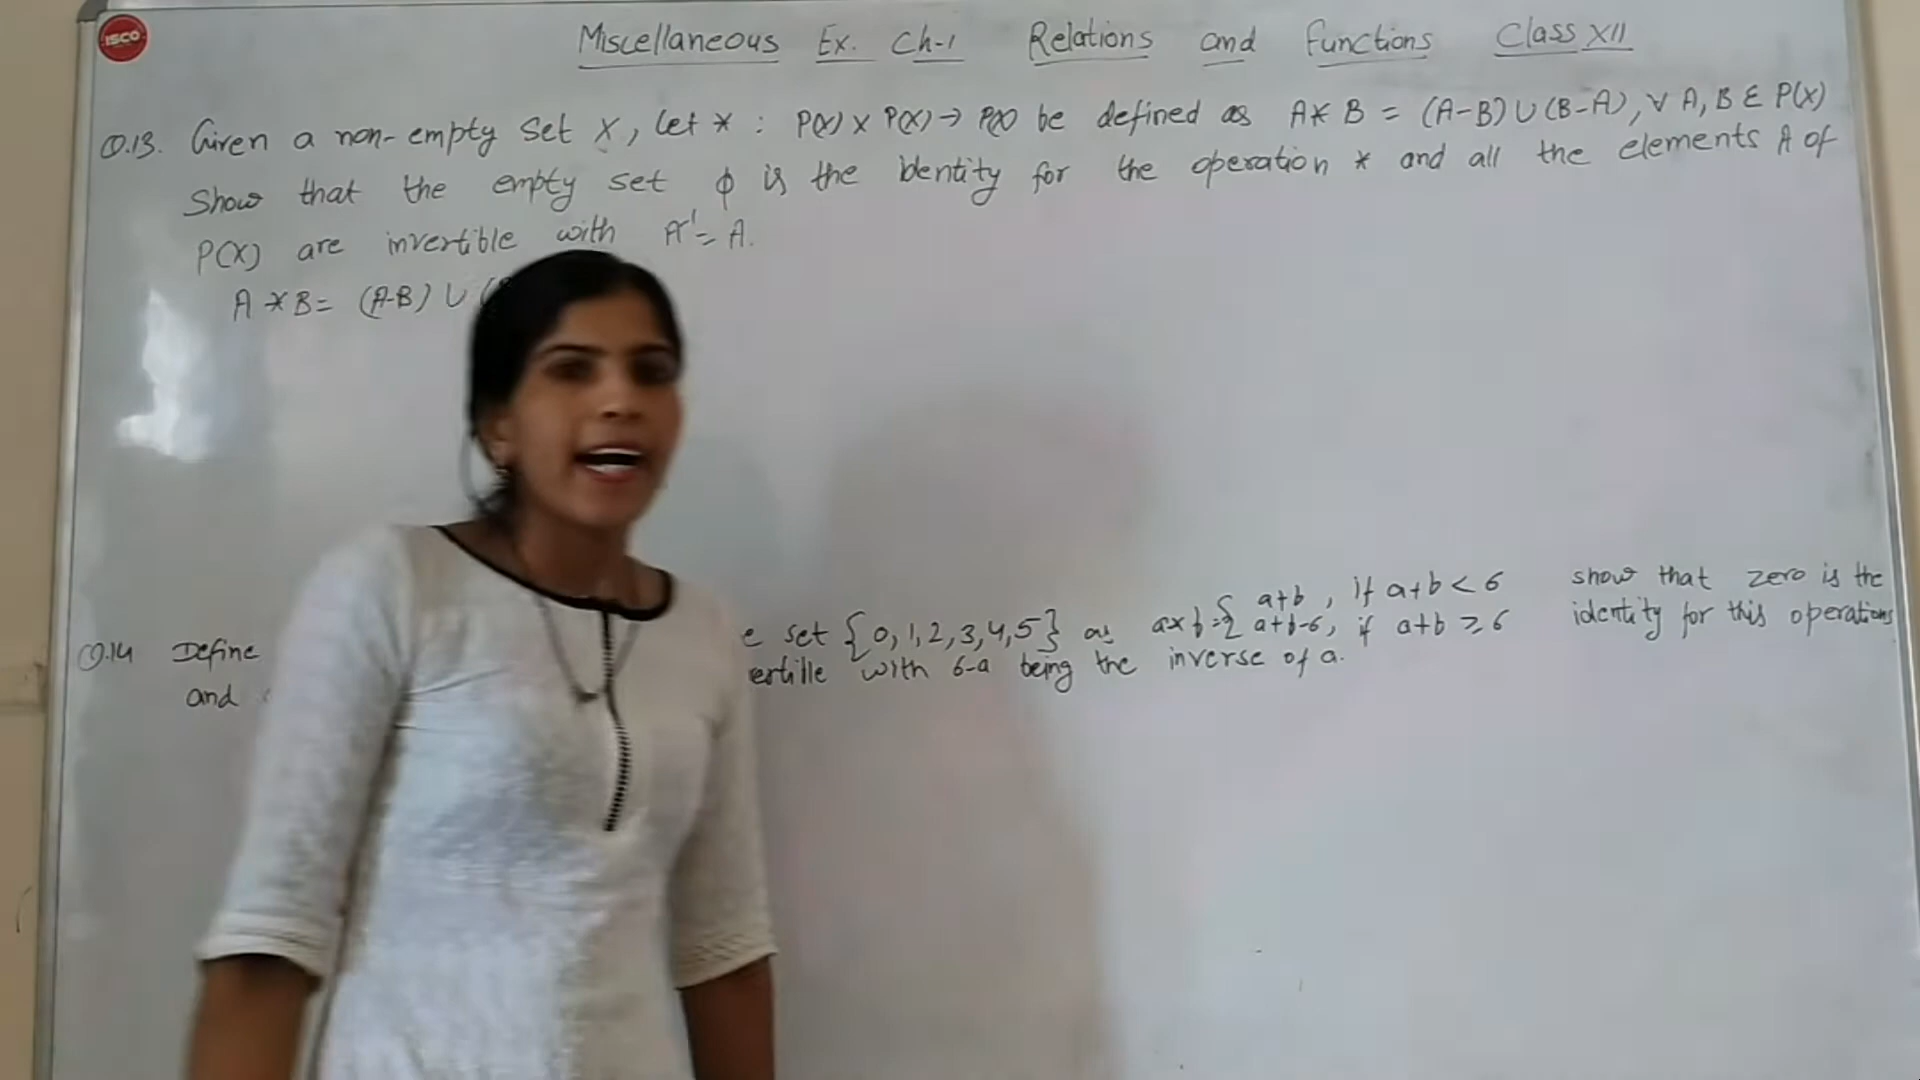 ISCO
Miscellaneous Ex. Ch-1 Relations and Functions Class XII
Q.13. Given a non-empty set X, let * : P(X) x P(X) → P(X) be defined as A * B = (A-B) ∪ (B-A), ∀ A, B ε P(X)
Show that the empty set ϕ is the identity for the operation * and all the elements A of
P(X) are invertible with A⁻¹ = A.
A * B = (A-B) ∪ (
Q.14 Define
e set {0, 1, 2, 3, 4, 5} as a*b = { a+b , if a+b < 6
a+b-6, if a+b ≥ 6
show that zero is the
identity for this operations
and
ertible with 6-a being the inverse of a.